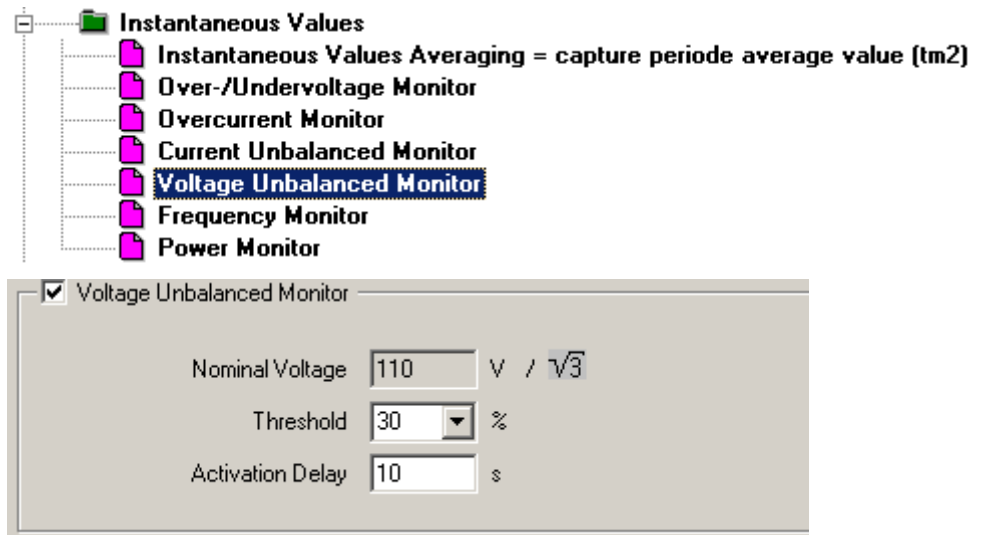 Instantaneous Values
Instantaneous Values Averaging = capture periode average value (tm2)
Over-/Undervoltage Monitor
Overcurrent Monitor
Current Unbalanced Monitor
Voltage Unbalanced Monitor
Frequency Monitor
Power Monitor
Voltage Unbalanced Monitor
Nominal Voltage 110 V / √3
Threshold 30 %
Activation Delay 10 s